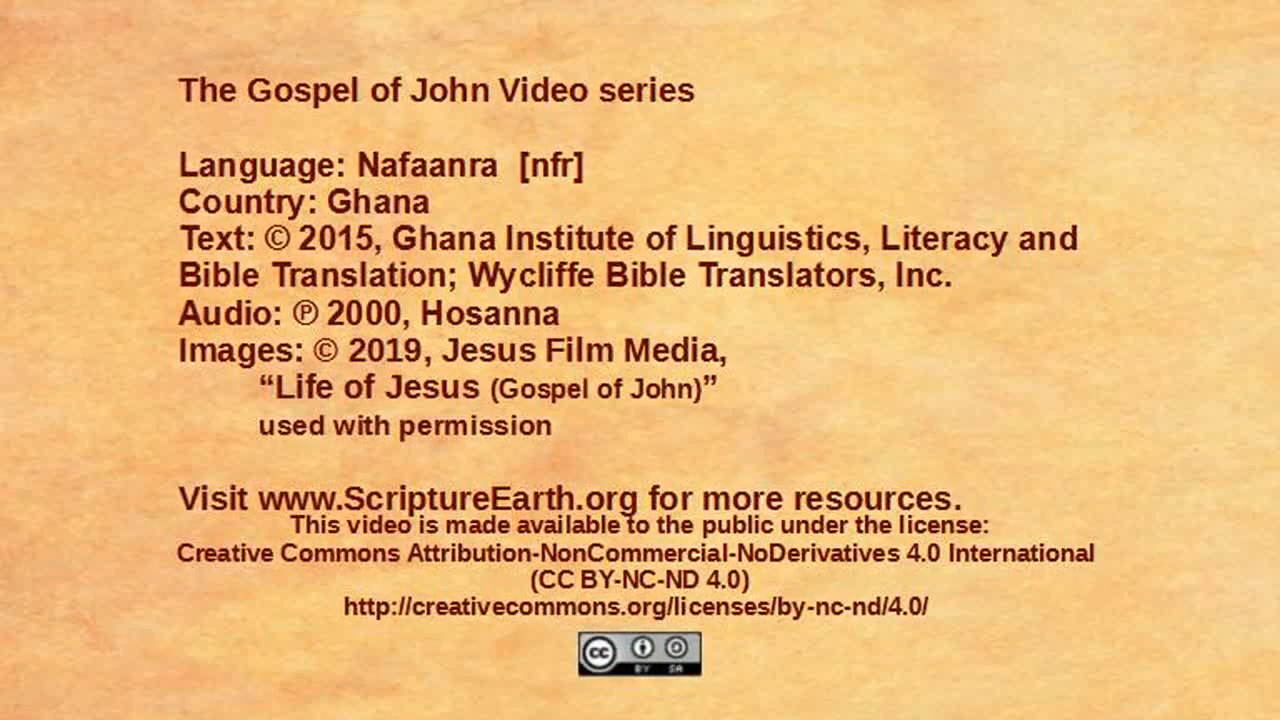 The Gospel of John Video series
Language: Nafaanra [nfr]
Country: Ghana
Text: © 2015, Ghana Institute of Linguistics, Literacy and
Bible Translation; Wycliffe Bible Translators, Inc.
Audio: ℗ 2000, Hosanna
Images: © 2019, Jesus Film Media,
“Life of Jesus (Gospel of John)”
used with permission
Visit www.ScriptureEarth.org for more resources.
This video is made available to the public under the license:
Creative Commons Attribution-NonCommercial-NoDerivatives 4.0 International
(CC BY-NC-ND 4.0)
http://creativecommons.org/licenses/by-nc-nd/4.0/
cc
BY SA